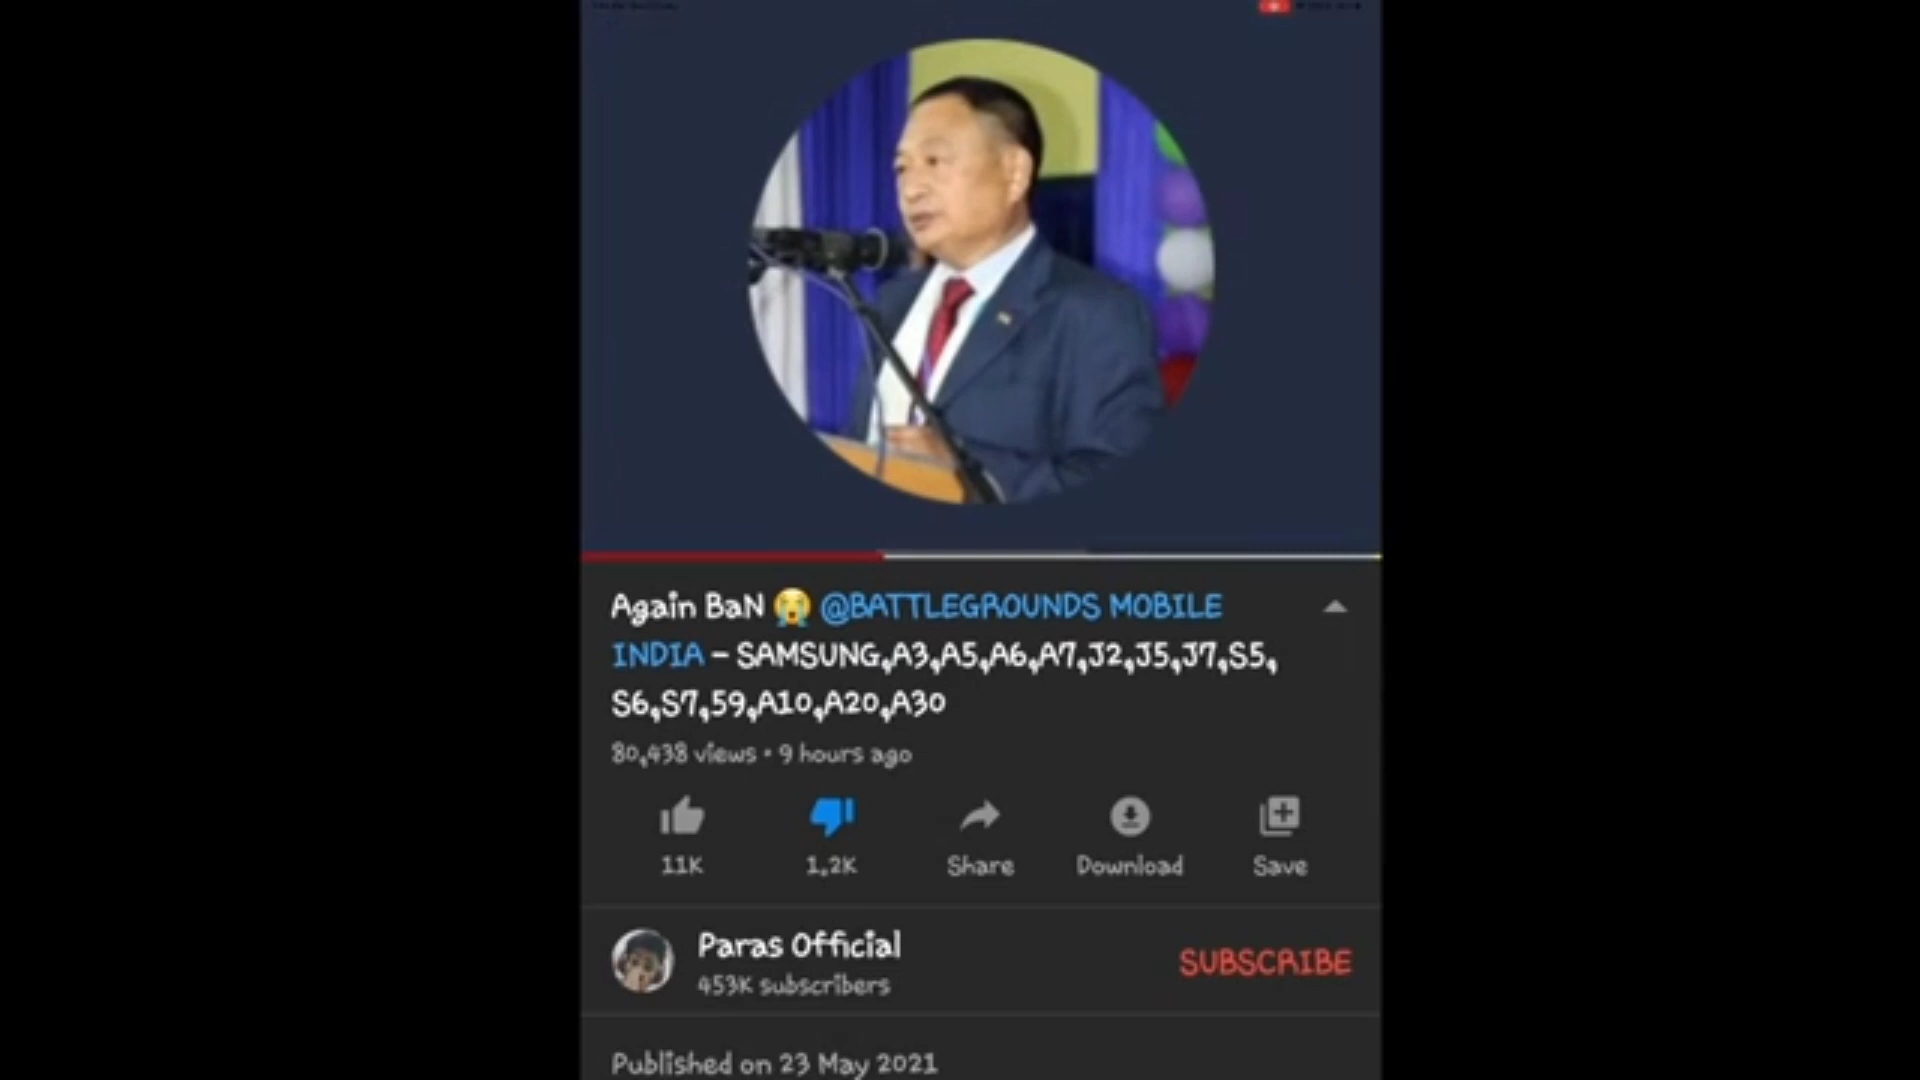 Again BaN 😭 @BATTLEGROUNDS MOBILE
INDIA - SAMSUNG,A3,A5,A6,A7,J2,J5,J7,S5,
S6,S7,59,A10,A20,A30
80,438 views • 9 hours ago
11K
1.2K
Share
Download
Save
Paras Official
453K subscribers
SUBSCRIBE
Published on 23 May 2021